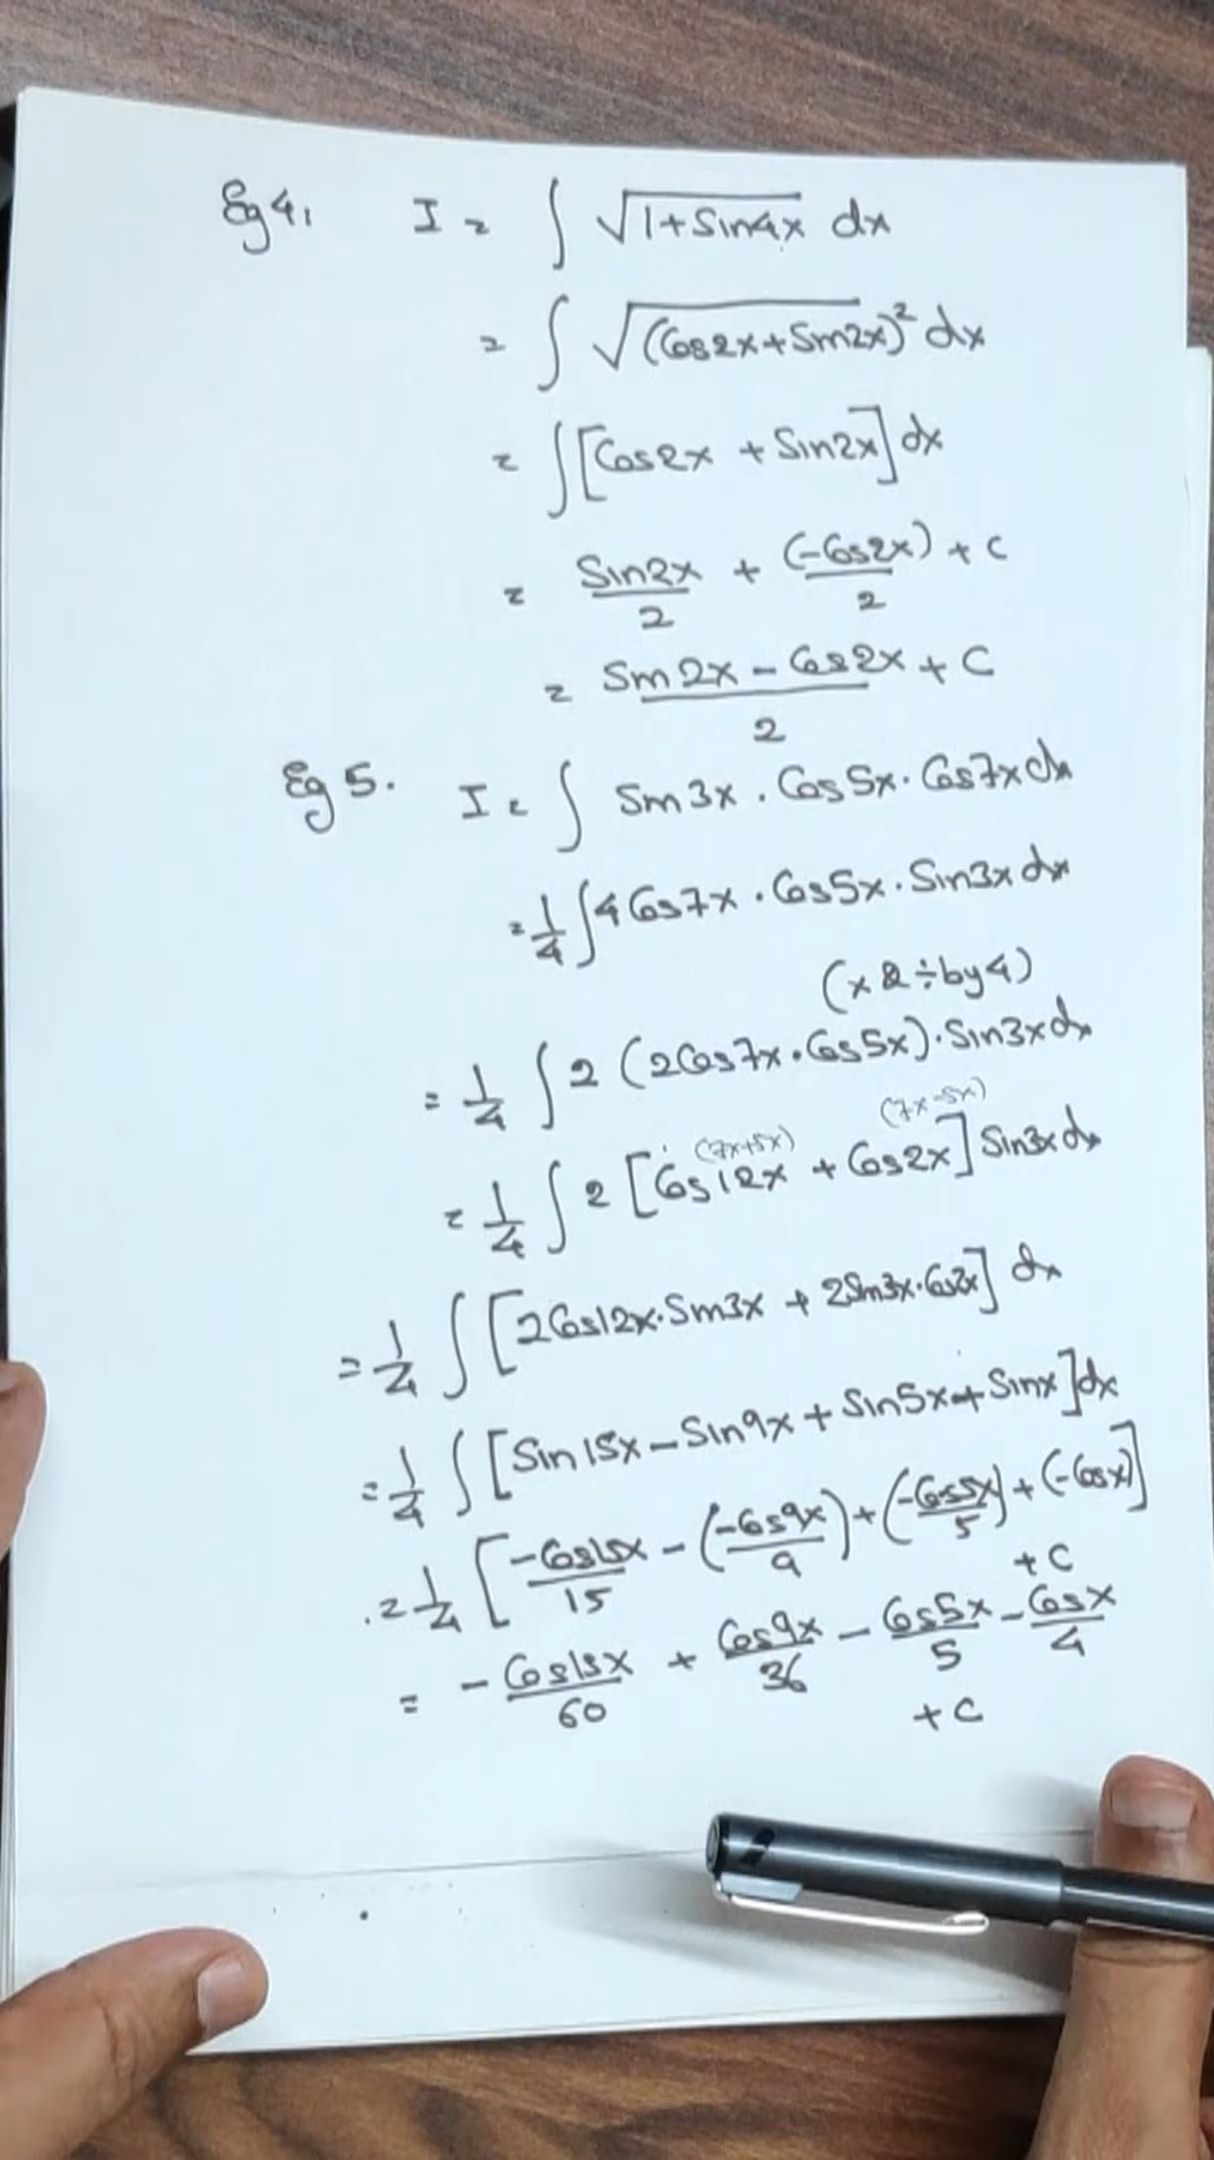 Eg 4. I = ∫ √(1+Sin4x) dx
= ∫ √(Cos2x+Sin2x)² dx
= ∫ [Cos2x + Sin2x] dx
= Sin2x/2 + (-Cos2x)/2 + C
= (Sin2x - Cos2x)/2 + C
Eg 5. I = ∫ Sin3x . Cos5x . Cos7x dx
= 1/4 ∫ 4 Cos7x . Cos5x . Sin3x dx
(x & ÷ by 4)
= 1/4 ∫ 2 (2Cos7x . Cos5x) . Sin3x dx
(7x+5x) (7x-5x)
= 1/4 ∫ 2 [Cos12x + Cos2x] Sin3x dx
= 1/4 ∫ [2Cos12x . Sin3x + 2Sin3x . Cos2x] dx
= 1/4 ∫ [Sin15x - Sin9x + Sin5x + Sinx] dx
= 1/4 [-Cos15x/15 - (-Cos9x/9) + (-Cos5x/5) + (-Cosx)]
+ C
= -Cos15x/60 + Cos9x/36 - Cos5x/5 - Cosx/4
+ C